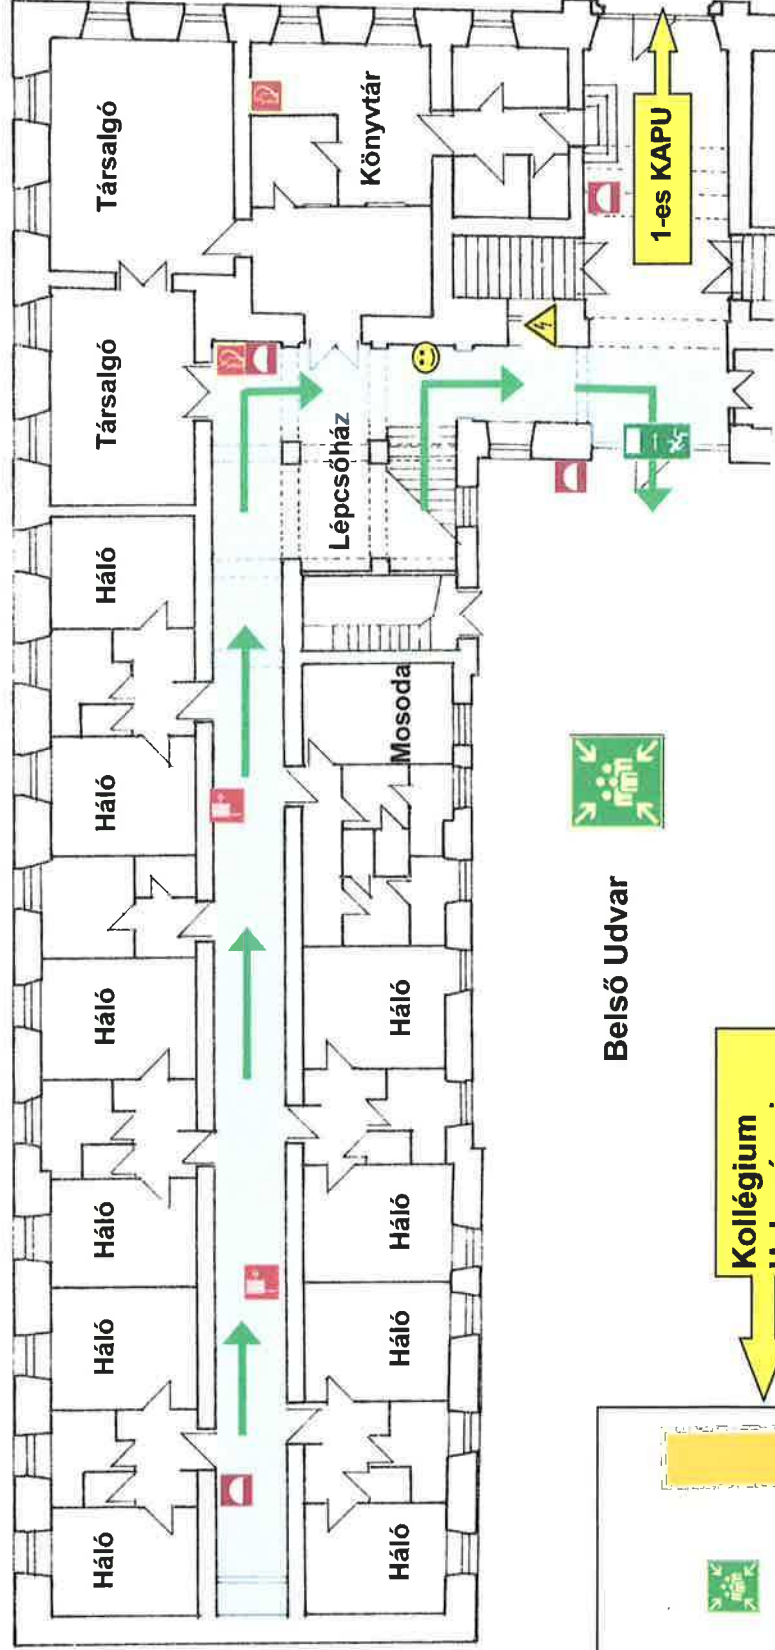 Háló
Háló
Háló
Háló
Háló
Háló
Társalgó
Társalgó
Lépcsőház
Könyvtár
Háló
Háló
Háló
Háló
Mosoda
Belső Udvar
1-es KAPU
Kollégium